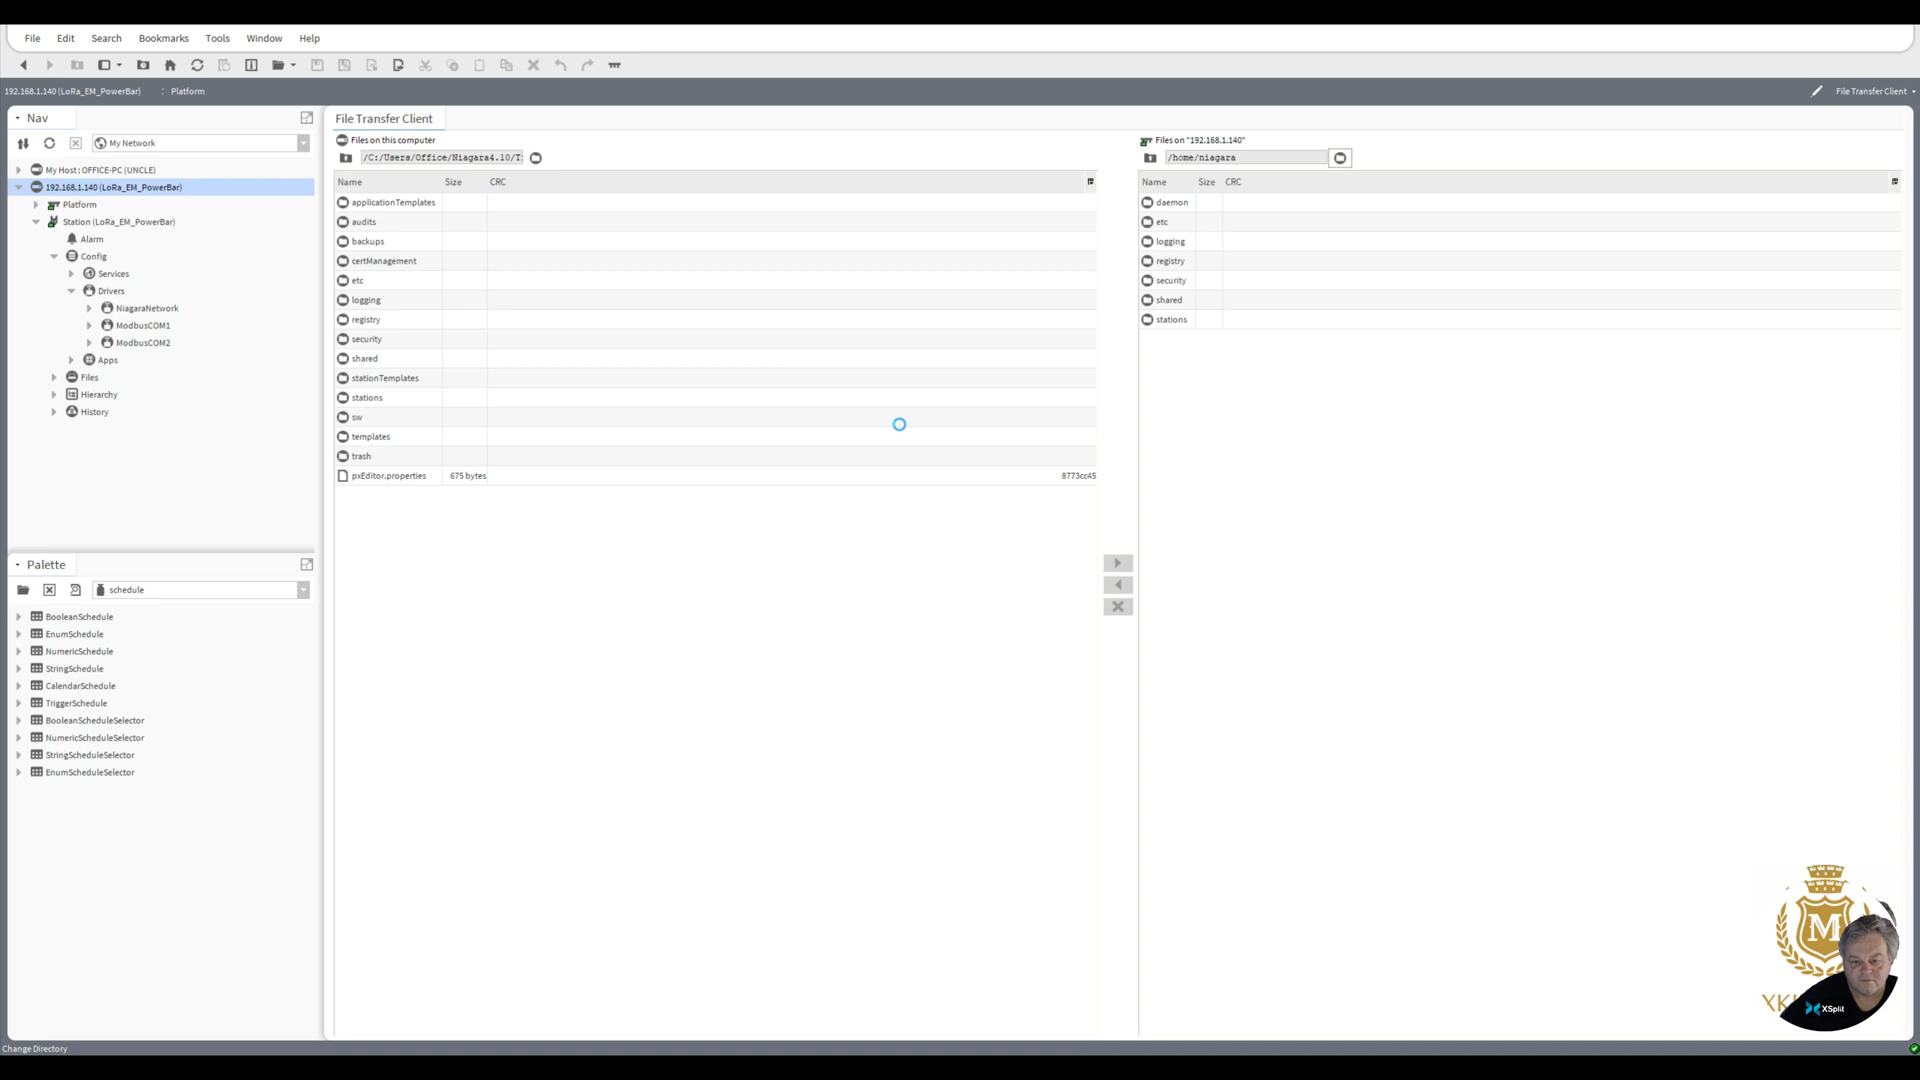 File Edit Search Bookmarks Tools Window Help
192.168.1.140 (LoRa_EM_PowerBar) : Platform
File Transfer Client
Nav
My Network
My Host : OFFICE-PC (UNCLE)
192.168.1.140 (LoRa_EM_PowerBar)
Platform
Station (LoRa_EM_PowerBar)
Alarm
Config
Services
Drivers
NiagaraNetwork
ModbusCOM1
ModbusCOM2
Apps
Files
Hierarchy
History
Palette
schedule
BooleanSchedule
EnumSchedule
NumericSchedule
StringSchedule
CalendarSchedule
TriggerSchedule
BooleanScheduleSelector
NumericScheduleSelector
StringScheduleSelector
EnumScheduleSelector
File Transfer Client
Files on this computer
/C:/Users/Office/Niagara4.10/T
Name Size CRC
applicationTemplates
audits
backups
certManagement
etc
logging
registry
security
shared
stationTemplates
stations
sw
templates
trash
pxEditor.properties 675 bytes 8773cc45
Files on "192.168.1.140"
/home/niagara
Name Size CRC
daemon
etc
logging
registry
security
shared
stations
M
XSplit
Change Directory